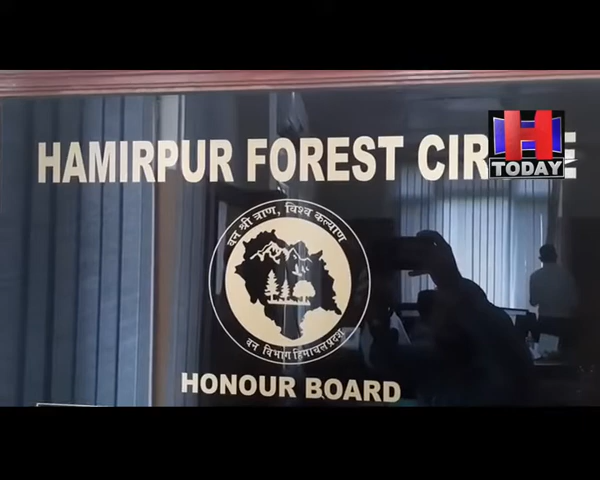 HAMIRPUR FOREST CIR E
H
TODAY
वन श्री त्राण, विश्व कल्याण
वन विभाग हिमाचल प्रदेश
HONOUR BOARD